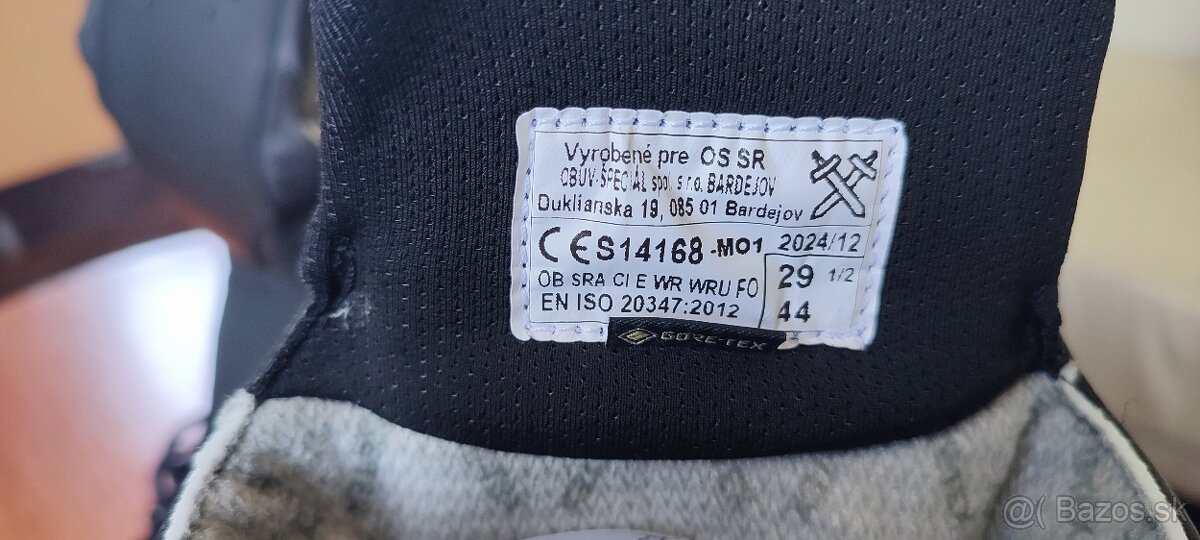 Vyrobené pre OS SR
OBUV-ŠPECIÁL spol. s r.o. BARDEJOV
Duklianska 19, 085 01 Bardejov
CE S14168-MO1 2024/12
OB SRA CI E WR WRU FO 29 1/2
EN ISO 20347:2012 44
GORE-TEX
@( Bazos.sk